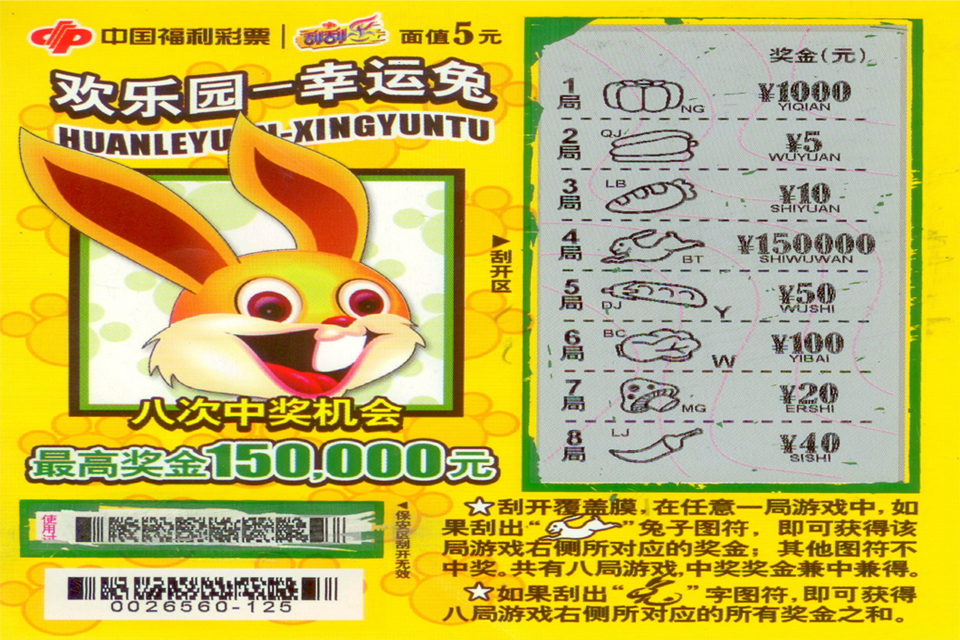 中国福利彩票 刮刮乐 面值5元
欢乐园-幸运兔
HUANLEYU -XINGYUNTU
八次中奖机会
最高奖金150,000元
▶刮开区
使用过
◀保安区刮开无效
0026560-125
奖金(元)
1局 NG ¥1000
YIQIAN
2局 QJ ¥5
WUYUAN
3局 LB ¥10
SHIYUAN
4局 BT ¥150000
SHIWUWAN
5局 DJ Y ¥50
WUSHI
6局 BC W ¥100
YIBAI
7局 MG ¥20
ERSHI
8局 LJ ¥40
SISHI
☆刮开覆盖膜,在任意一局游戏中,如
果刮出“ ”兔子图符,即可获得该
局游戏右侧所对应的奖金;其他图符不
中奖。共有八局游戏,中奖奖金兼中兼得。
☆如果刮出“兔”字图符,即可获得
八局游戏右侧所对应的所有奖金之和。